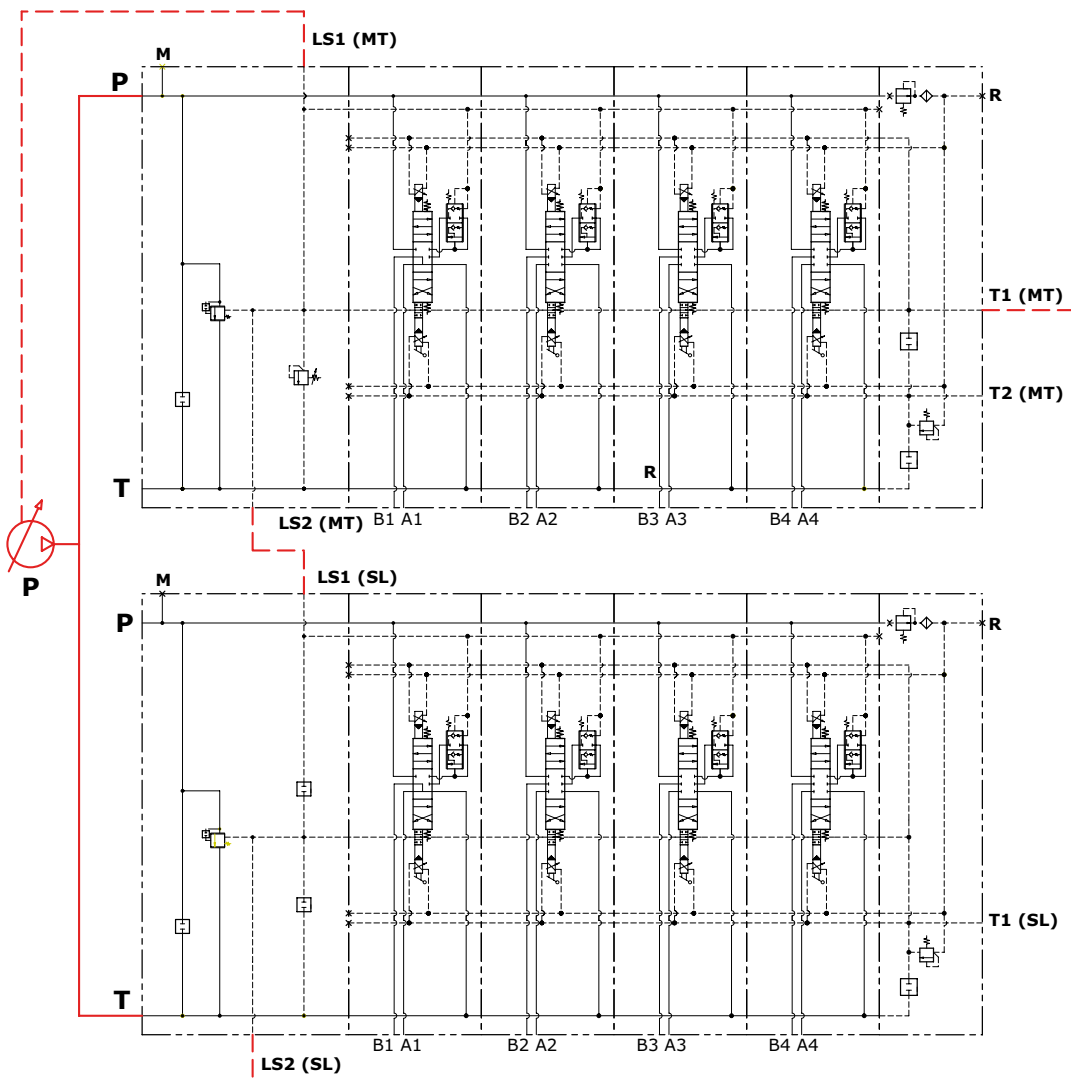 LS1 (MT)
M
P
R
T1 (MT)
T2 (MT)
R
T
LS2 (MT)
B1 A1
B2 A2
B3 A3
B4 A4
P
M
LS1 (SL)
P
R
T1 (SL)
T
B1 A1
B2 A2
B3 A3
B4 A4
LS2 (SL)